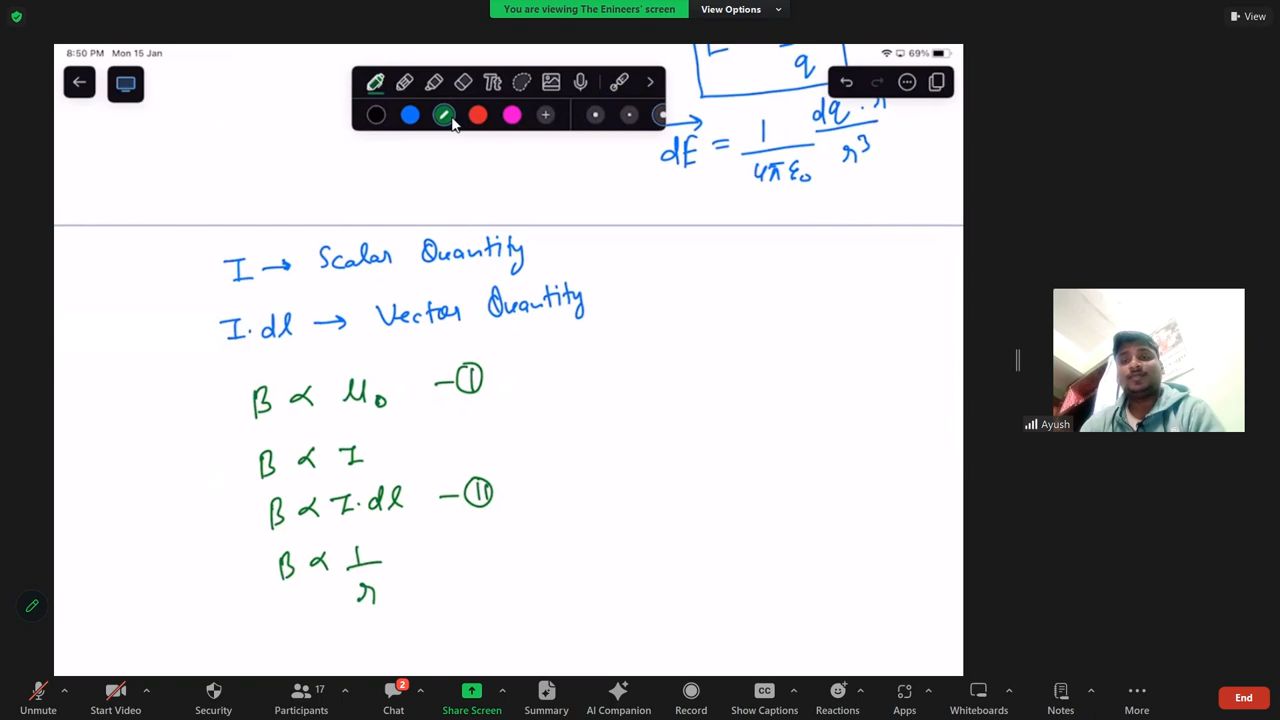 You are viewing The Enineers' screen
View Options
View
8:50 PM Mon 15 Jan
69%
Tt
q
dE = 1/4πε₀ dq · r/r³
I → Scalar Quantity
I.dl → Vector Quantity
B ∝ μ₀ — I
B ∝ I
B ∝ I.dl — II
B ∝ 1/r
Ayush
Unmute
Start Video
Security
17
Participants
2
Chat
Share Screen
Summary
AI Companion
Record
CC
Show Captions
Reactions
Apps
Whiteboards
Notes
More
End